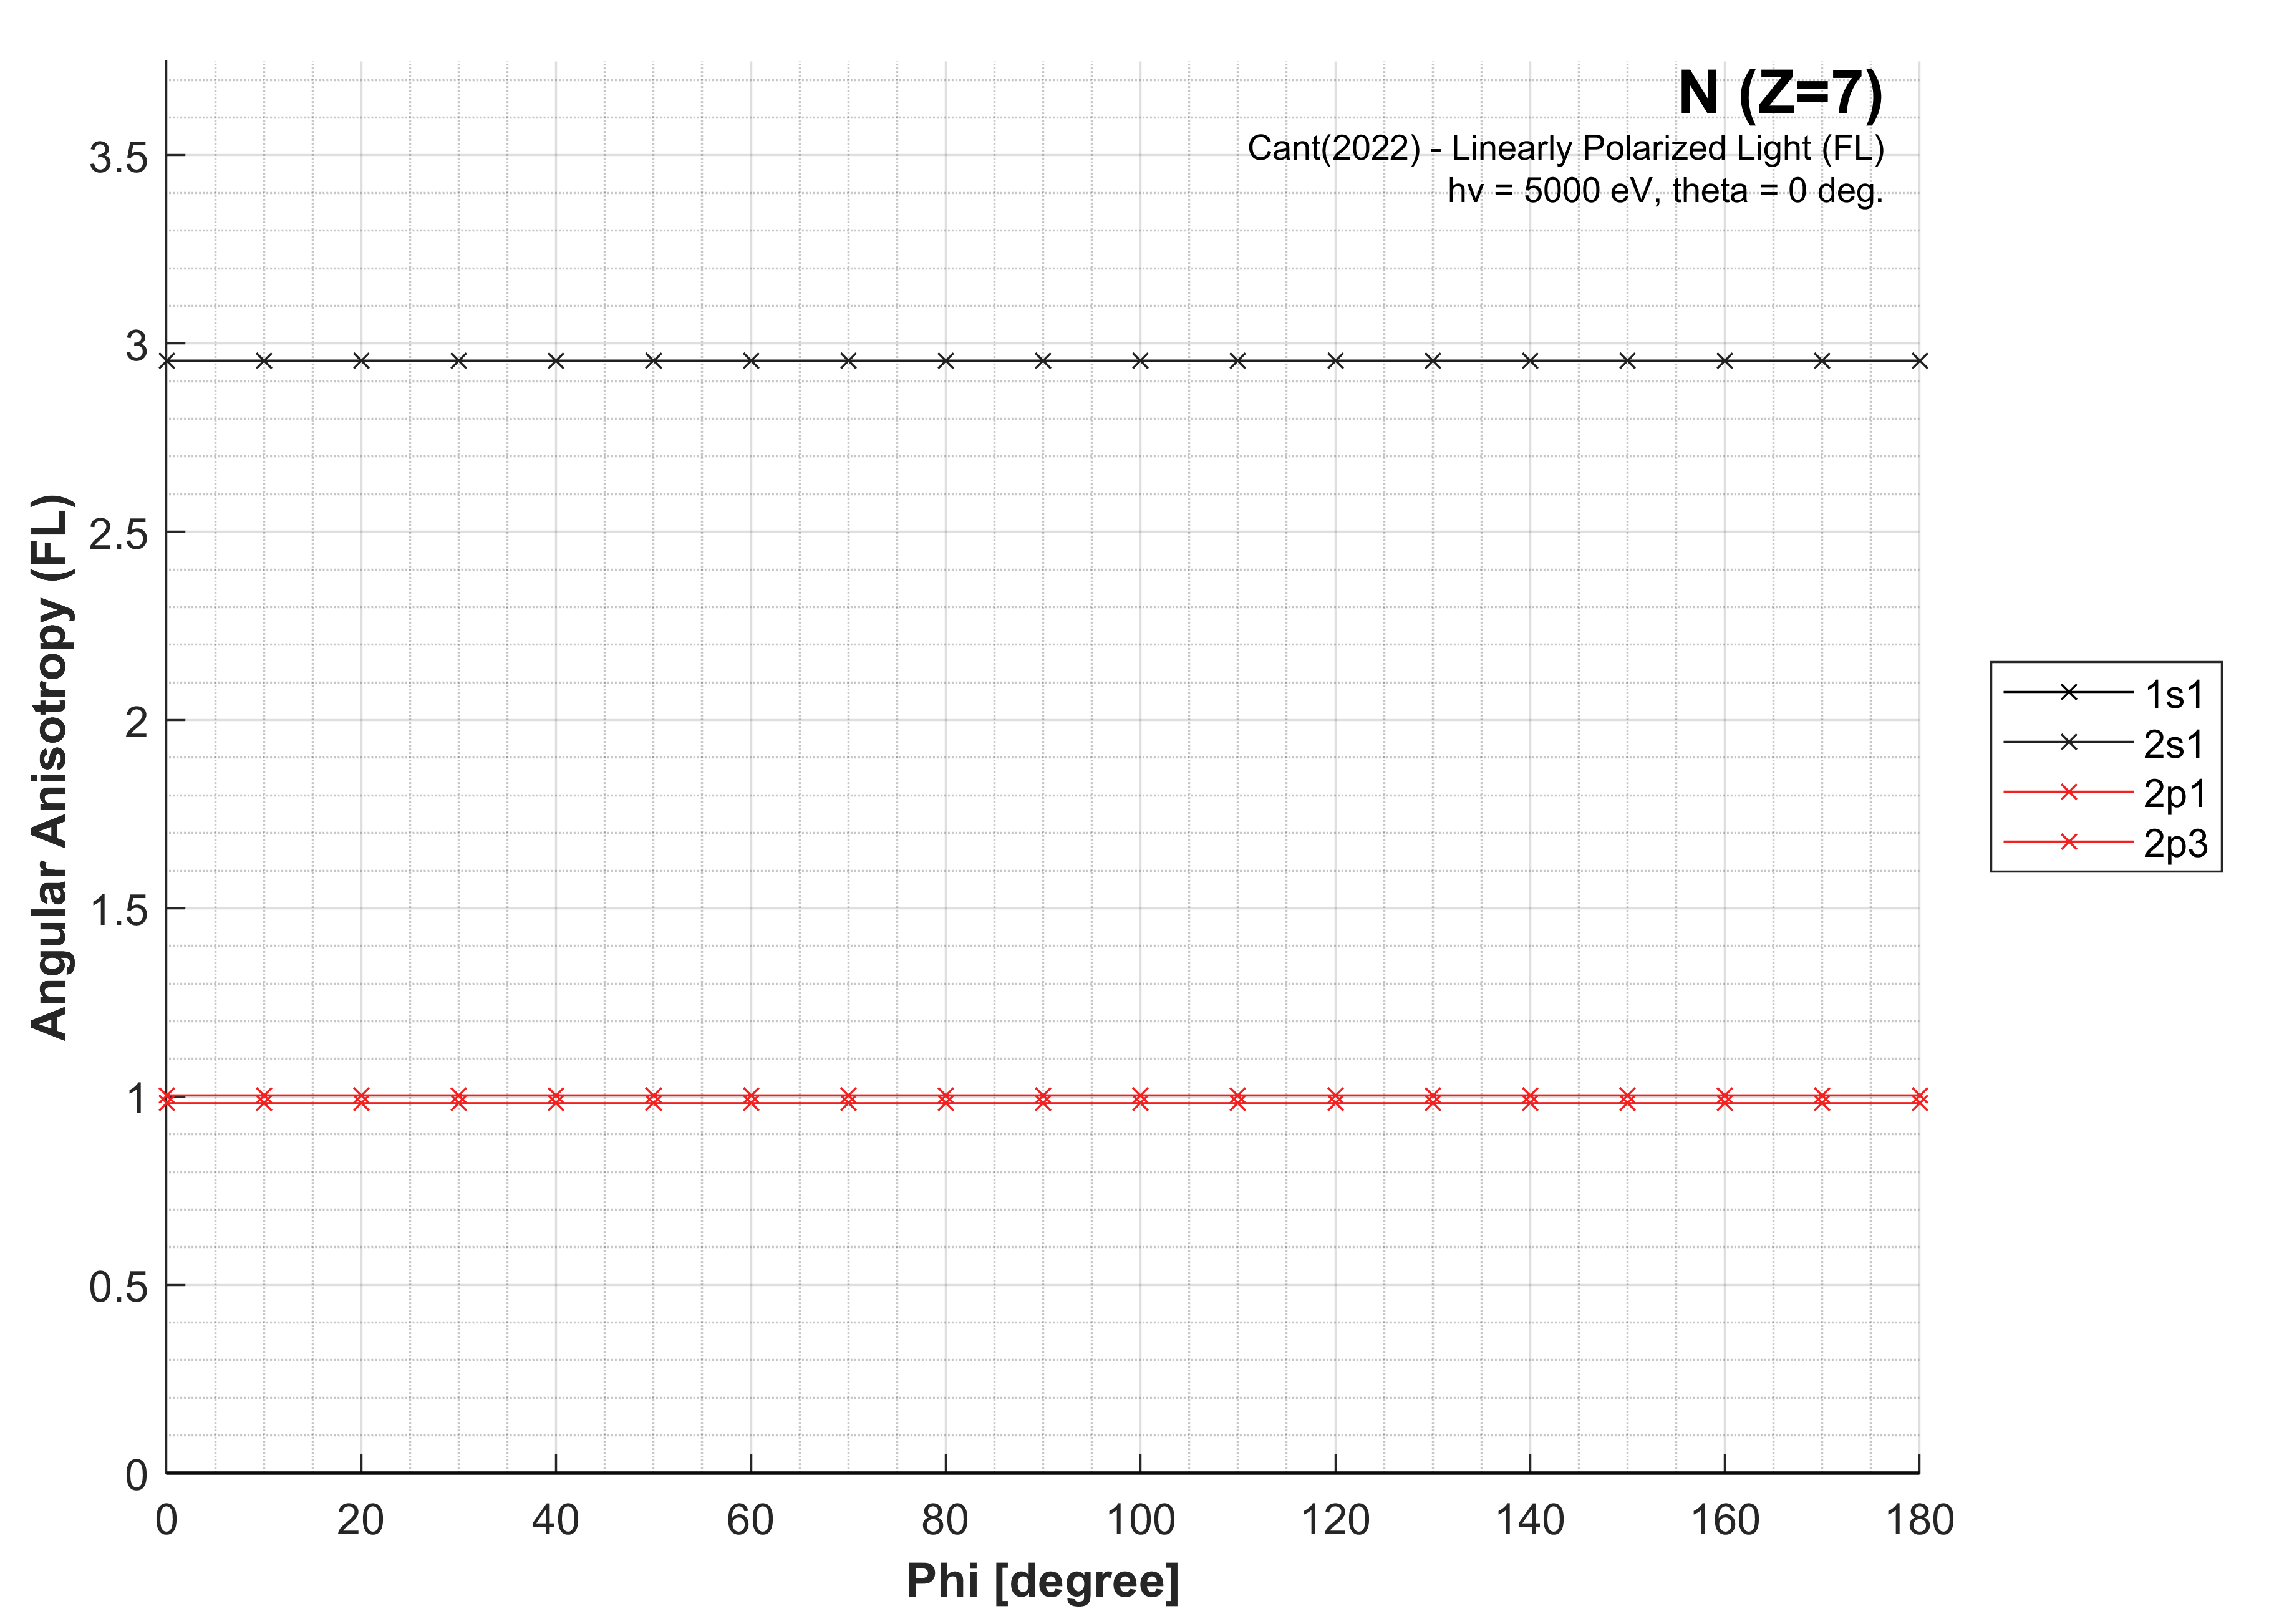 N (Z=7)
Cant(2022) - Linearly Polarized Light (FL)
hv = 5000 eV, theta = 0 deg.
Angular Anisotropy (FL)
3.5
3
2.5
2
1.5
1
0.5
0
0 20 40 60 80 100 120 140 160 180
Phi [degree]
1s1
2s1
2p1
2p3